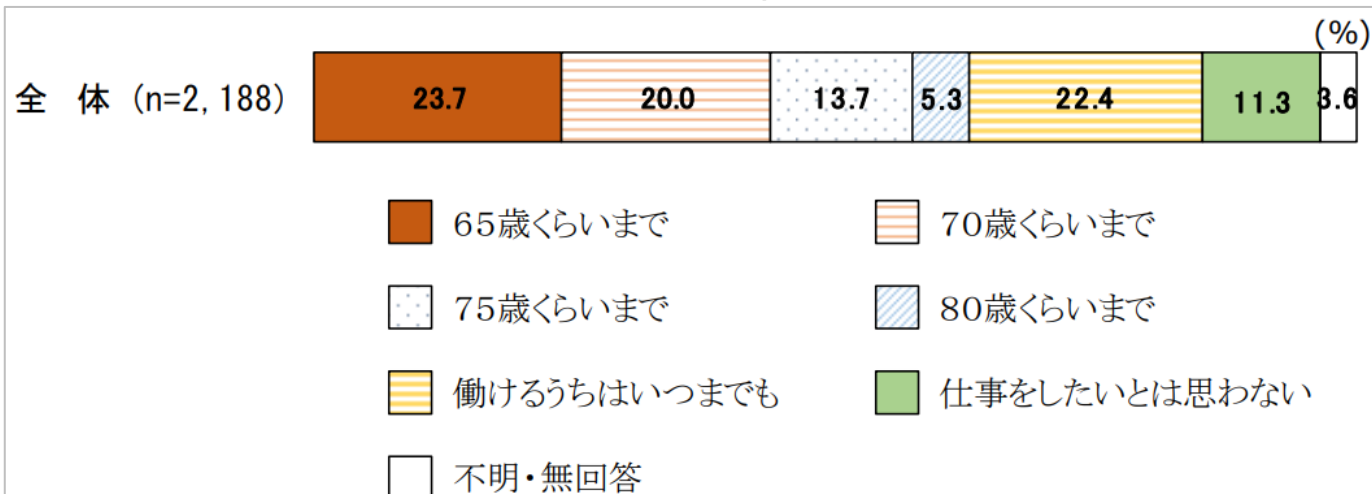 (%)
全　体 (n=2,188) 23.7 20.0 13.7 5.3 22.4 11.3 3.6
65歳くらいまで 70歳くらいまで
75歳くらいまで 80歳くらいまで
働けるうちはいつまでも 仕事をしたいとは思わない
不明・無回答